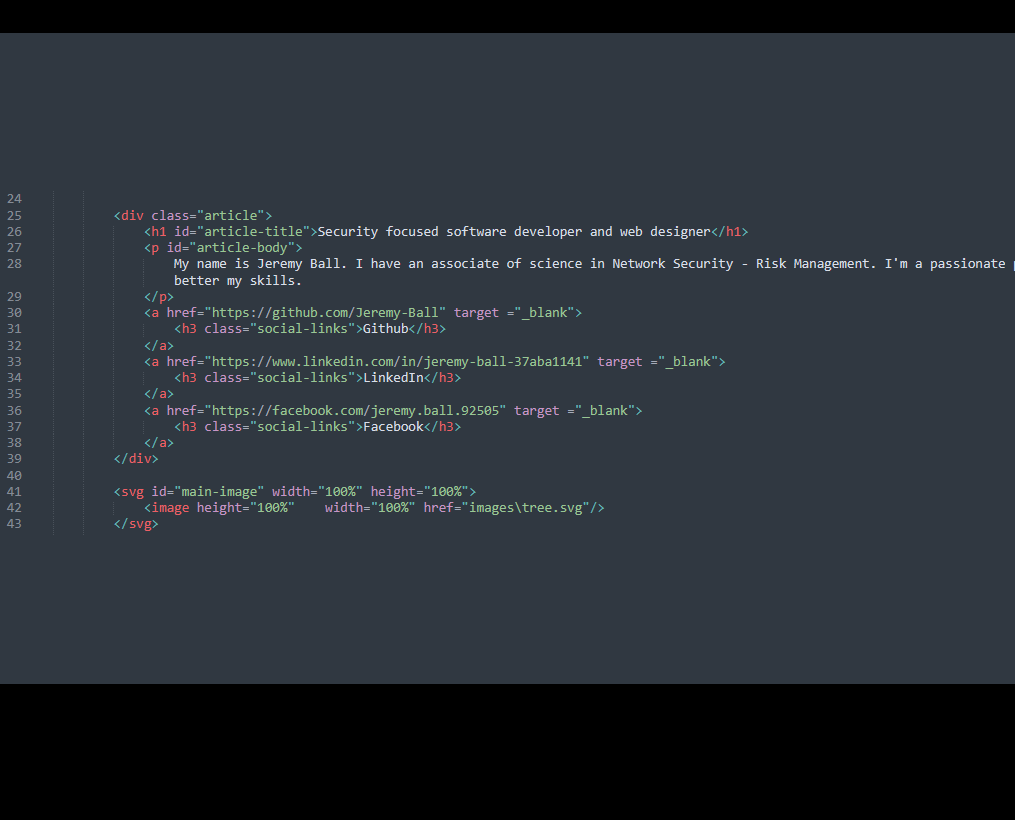 24
25 <div class="article">
26 <h1 id="article-title">Security focused software developer and web designer</h1>
27 <p id="article-body">
28 My name is Jeremy Ball. I have an associate of science in Network Security - Risk Management. I'm a passionate
better my skills.
29 </p>
30 <a href="https://github.com/Jeremy-Ball" target ="_blank">
31 <h3 class="social-links">Github</h3>
32 </a>
33 <a href="https://www.linkedin.com/in/jeremy-ball-37aba1141" target ="_blank">
34 <h3 class="social-links">LinkedIn</h3>
35 </a>
36 <a href="https://facebook.com/jeremy.ball.92505" target ="_blank">
37 <h3 class="social-links">Facebook</h3>
38 </a>
39 </div>
40
41 <svg id="main-image" width="100%" height="100%">
42 <image height="100%"    width="100%" href="images\tree.svg"/>
43 </svg>